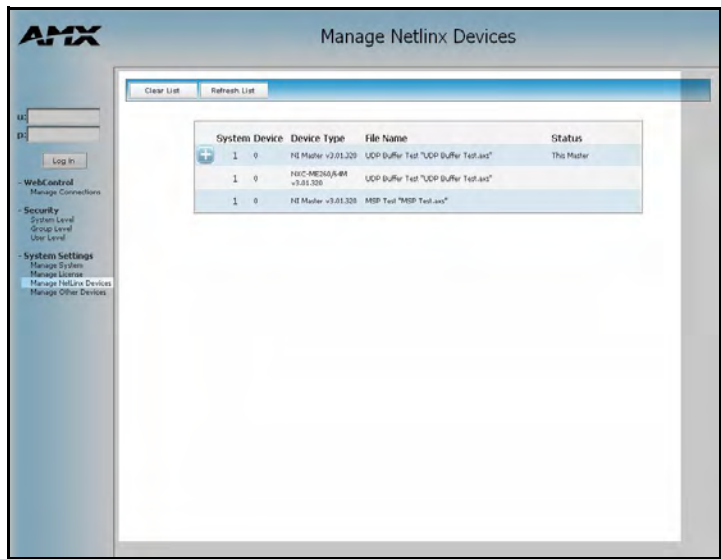 AMX
Manage Netlinx Devices
Clear List
Refresh List
u:
p:
Log In
- WebControl
Manage Connections
- Security
System Level
Group Level
User Level
- System Settings
Manage System
Manage License
Manage NetLinx Devices
Manage Other Devices
System Device Device Type File Name Status
1 0 NI Master v3.01.320 UDP Buffer Test "UDP Buffer Test.axs" This Master
1 0 NXC-ME260/64M v3.01.320 UDP Buffer Test "UDP Buffer Test.axs"
1 0 NI Master v3.01.320 MSP Test "MSP Test.axs"